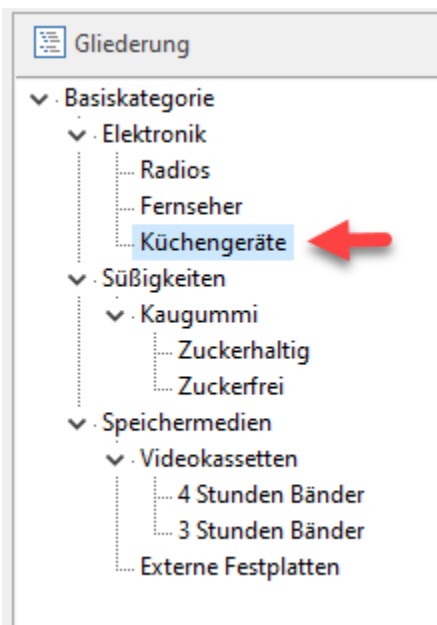 Gliederung
Basiskategorie
Elektronik
Radios
Fernseher
Küchengeräte
Süßigkeiten
Kaugummi
Zuckerhaltig
Zuckerfrei
Speichermedien
Videokassetten
4 Stunden Bänder
3 Stunden Bänder
Externe Festplatten